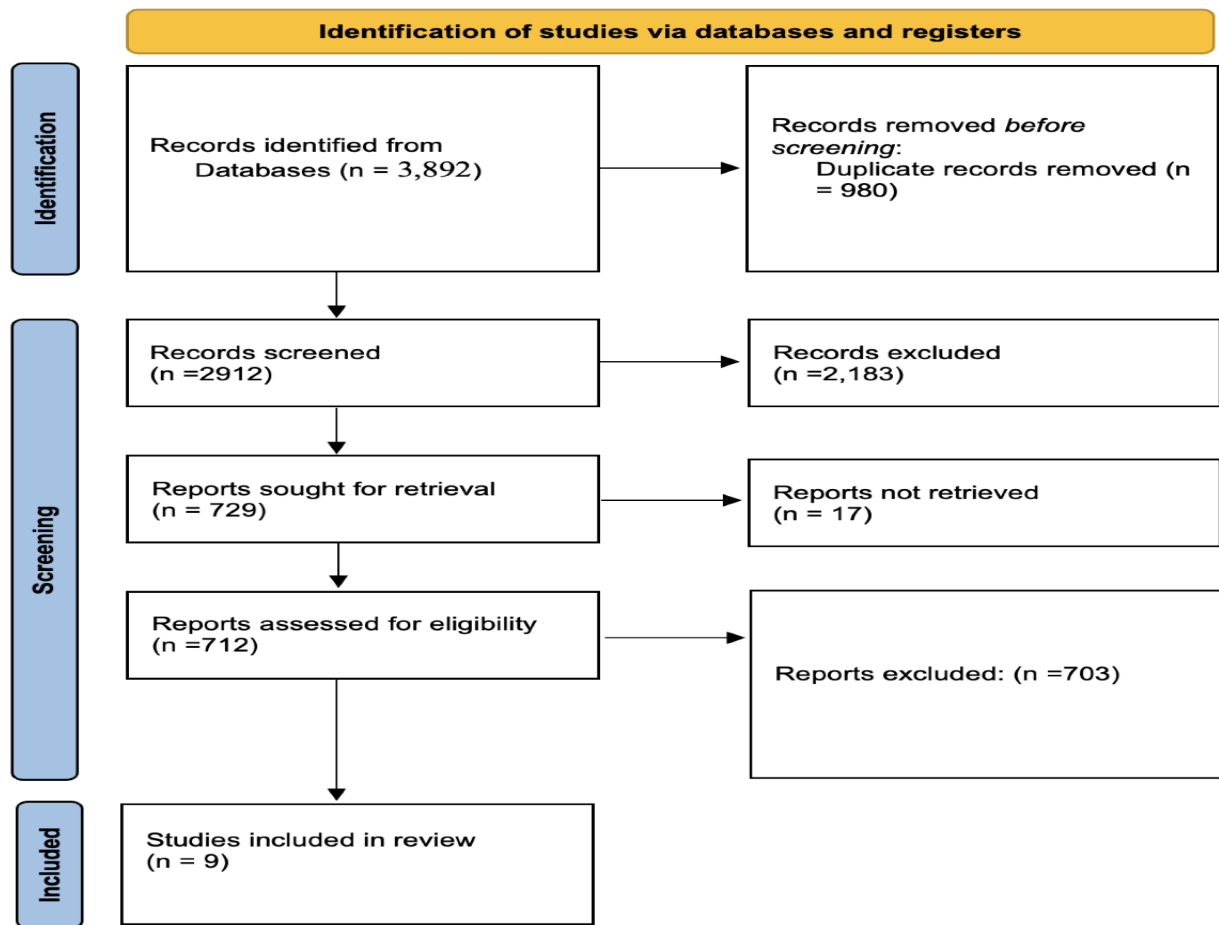 Identification of studies via databases and registers
Identification
Records identified from
Databases (n = 3,892)
Records removed before
screening:
Duplicate records removed (n
= 980)
Screening
Records screened
(n =2912)
Records excluded
(n =2,183)
Reports sought for retrieval
(n = 729)
Reports not retrieved
(n = 17)
Reports assessed for eligibility
(n =712)
Reports excluded: (n =703)
Included
Studies included in review
(n = 9)